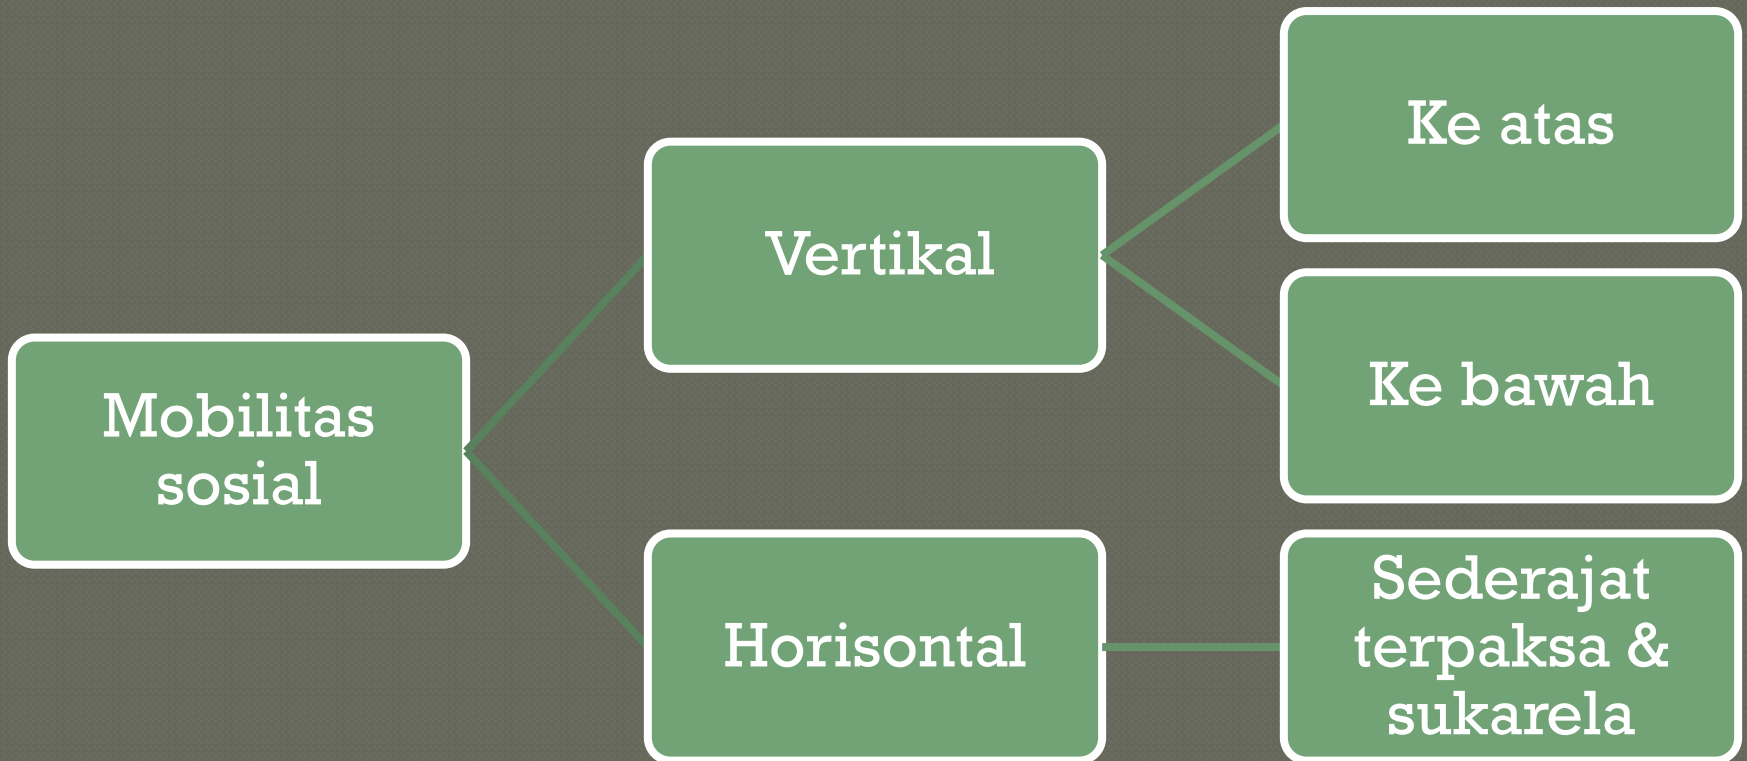 Mobilitas
sosial
Vertikal
Horisontal
Ke atas
Ke bawah
Sederajat
terpaksa &
sukarela